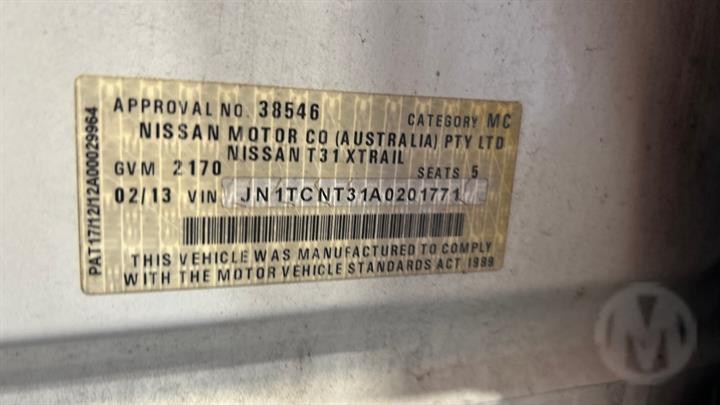 APPROVAL NO. 38546 CATEGORY MC
NISSAN MOTOR CO (AUSTRALIA) PTY LTD
NISSAN T31 XTRAIL
GVM 2170 SEATS 5
02/13 VIN JN1TCNT31A0201771
THIS VEHICLE WAS MANUFACTURED TO COMPLY
WITH THE MOTOR VEHICLE STANDARDS ACT 1989
PAT17/12/12A00029964
M